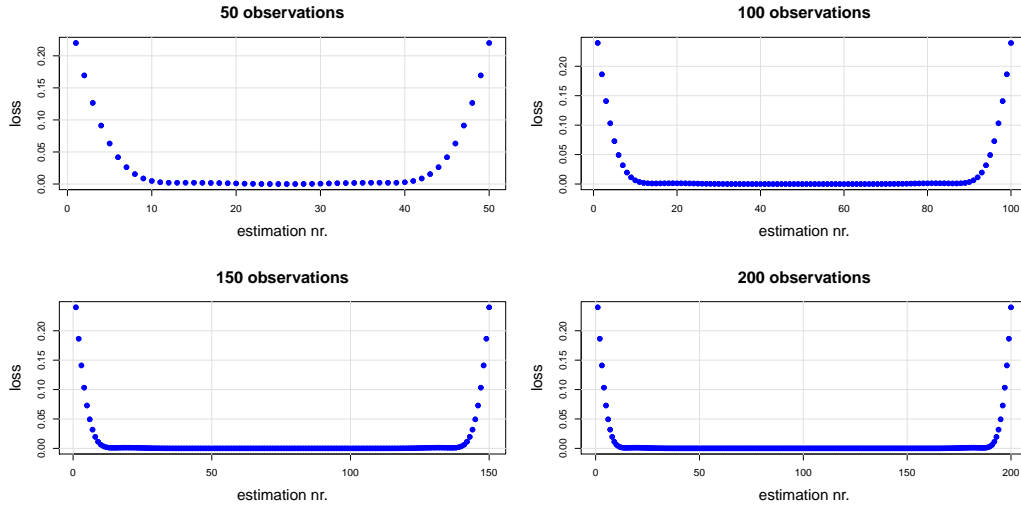 50 observations
0.20
0.15
0.10
0.05
0.00
loss
0 10 20 30 40 50
estimation nr.
100 observations
0.20
0.15
0.10
0.05
0.00
loss
0 20 40 60 80 100
estimation nr.
150 observations
0.20
0.15
0.10
0.05
0.00
loss
0 50 100 150
estimation nr.
200 observations
0.20
0.15
0.10
0.05
0.00
loss
0 50 100 150 200
estimation nr.